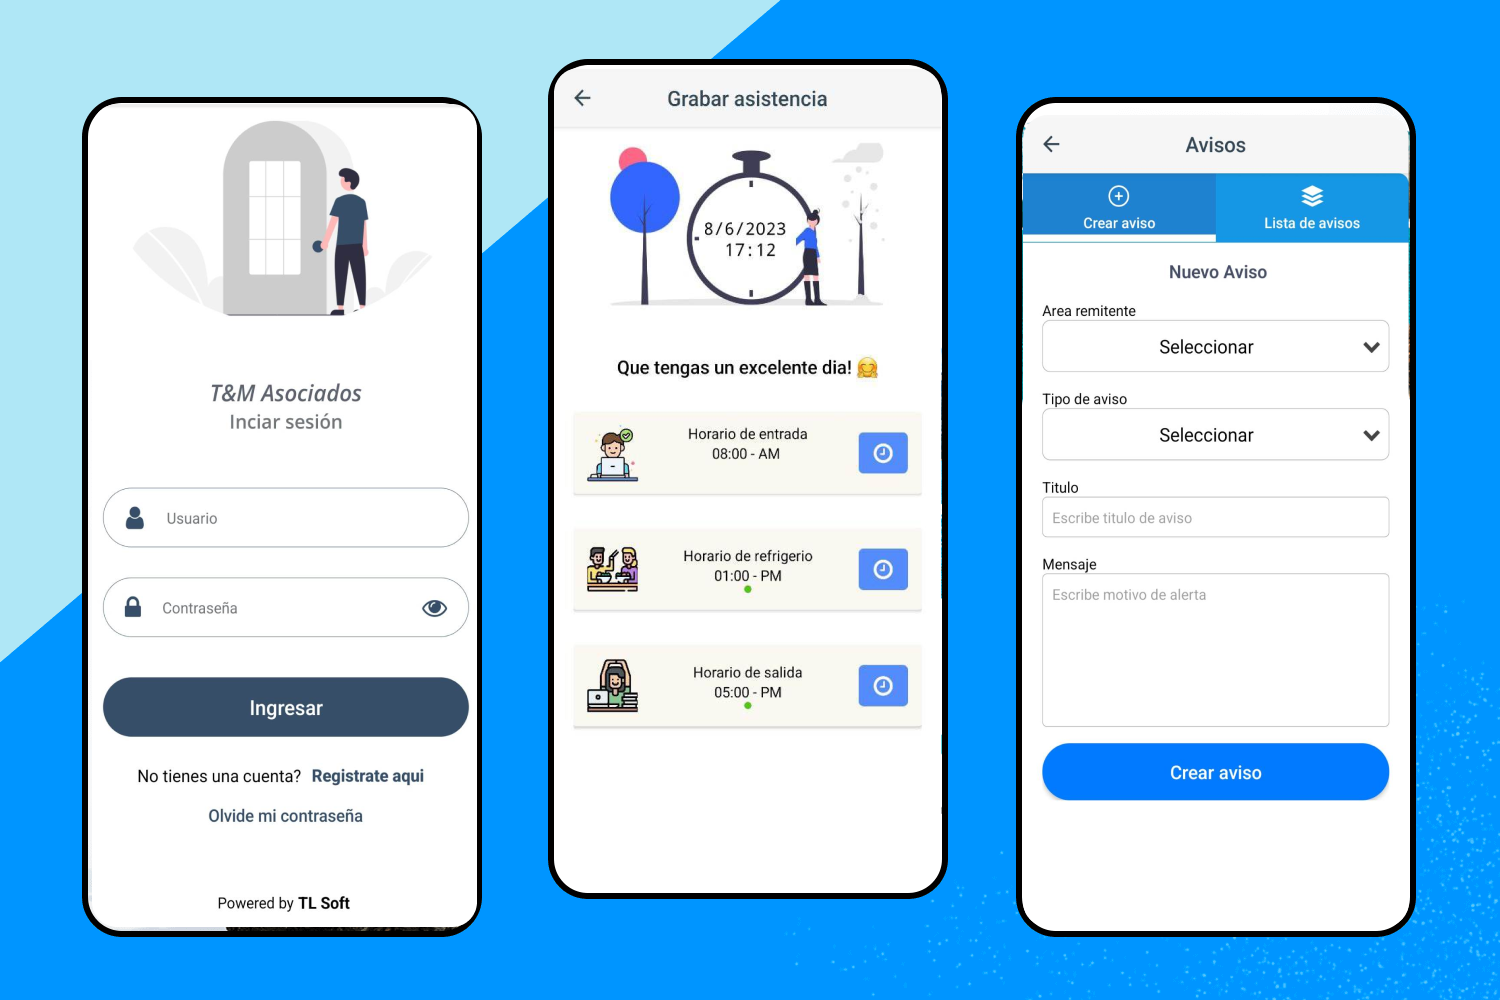 T&M Asociados
Inciar sesión
Usuario
Contraseña
Ingresar
No tienes una cuenta? Registrate aqui
Olvide mi contraseña
Powered by TL Soft
Grabar asistencia
8/6/2023
17:12
Que tengas un excelente dia! 🤗
Horario de entrada
08:00 - AM
Horario de refrigerio
01:00 - PM
Horario de salida
05:00 - PM
Avisos
Crear aviso
Lista de avisos
Nuevo Aviso
Area remitente
Seleccionar
Tipo de aviso
Seleccionar
Titulo
Escribe titulo de aviso
Mensaje
Escribe motivo de alerta
Crear aviso